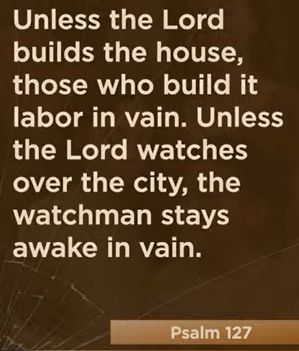 Unless the Lord
builds the house,
those who build it
labor in vain. Unless
the Lord watches
over the city, the
watchman stays
awake in vain.
Psalm 127